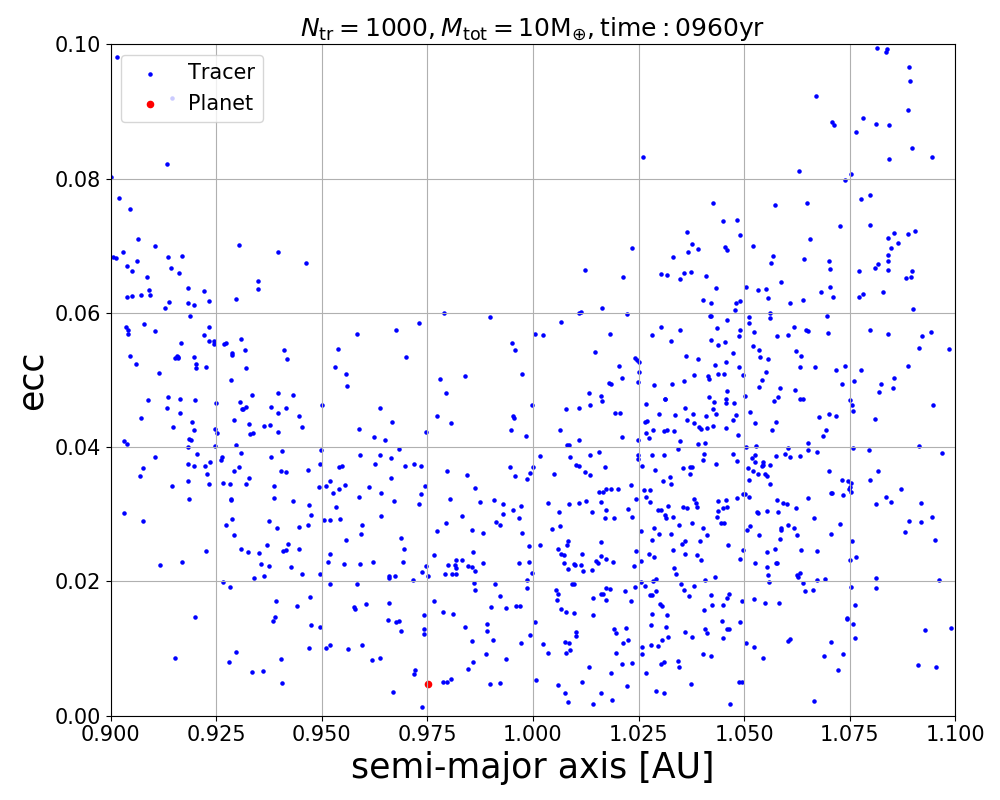 N_tr = 1000, M_tot = 10M_⊕, time : 0960yr
Tracer
Planet
ecc
0.10
0.08
0.06
0.04
0.02
0.00
0.900 0.925 0.950 0.975 1.000 1.025 1.050 1.075 1.100
semi-major axis [AU]